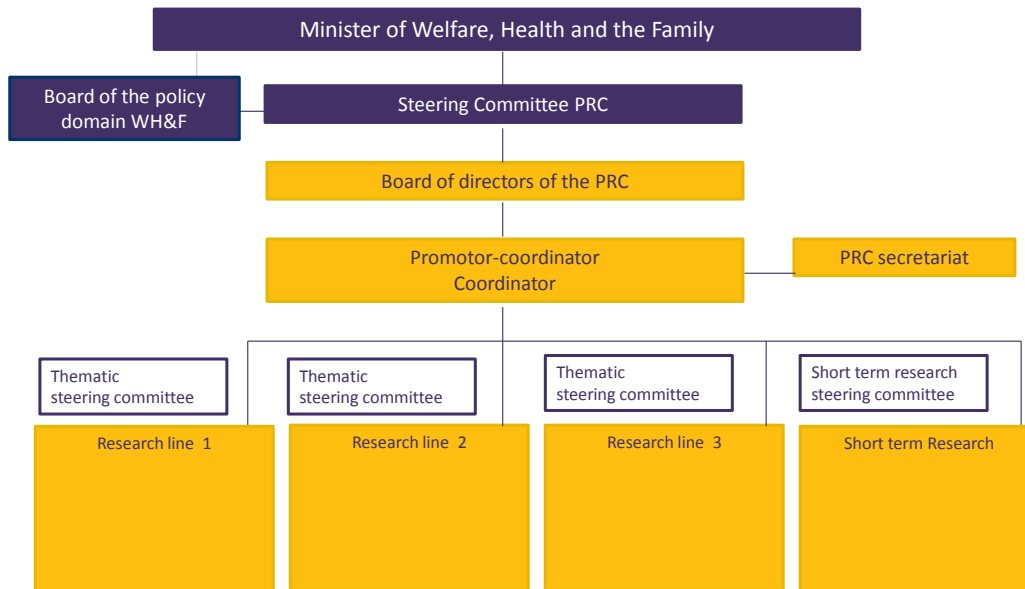 Minister of Welfare, Health and the Family
Board of the policy
domain WH&F
Steering Committee PRC
Board of directors of the PRC
Promotor-coordinator
Coordinator
PRC secretariat
Thematic
steering committee
Thematic
steering committee
Thematic
steering committee
Short term research
steering committee
Research line 1
Research line 2
Research line 3
Short term Research